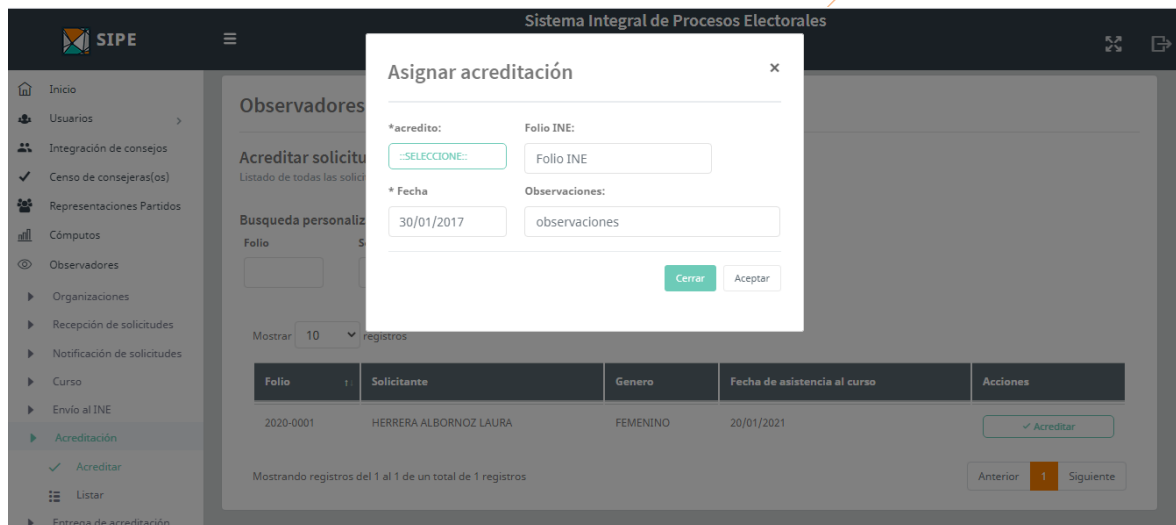 Sistema Integral de Procesos Electorales
SIPE
Inicio
Usuarios
Integración de consejos
Censo de consejeras(os)
Representaciones Partidos
Cómputos
Observadores
Organizaciones
Recepción de solicitudes
Notificación de solicitudes
Curso
Envío al INE
Acreditación
Acreditar
Listar
Entrega de acreditación
Observadores
Acreditar solicitu
Listado de todas las solici
Busqueda personaliz
Folio S
Asignar acreditación ×
*acredito: Folio INE:
::SELECCIONE:: Folio INE
* Fecha Observaciones:
30/01/2017 observaciones
Cerrar Aceptar
Mostrar 10 registros
Folio Solicitante Genero Fecha de asistencia al curso Acciones
2020-0001 HERRERA ALBORNOZ LAURA FEMENINO 20/01/2021 Acreditar
Mostrando registros del 1 al 1 de un total de 1 registros
Anterior 1 Siguiente